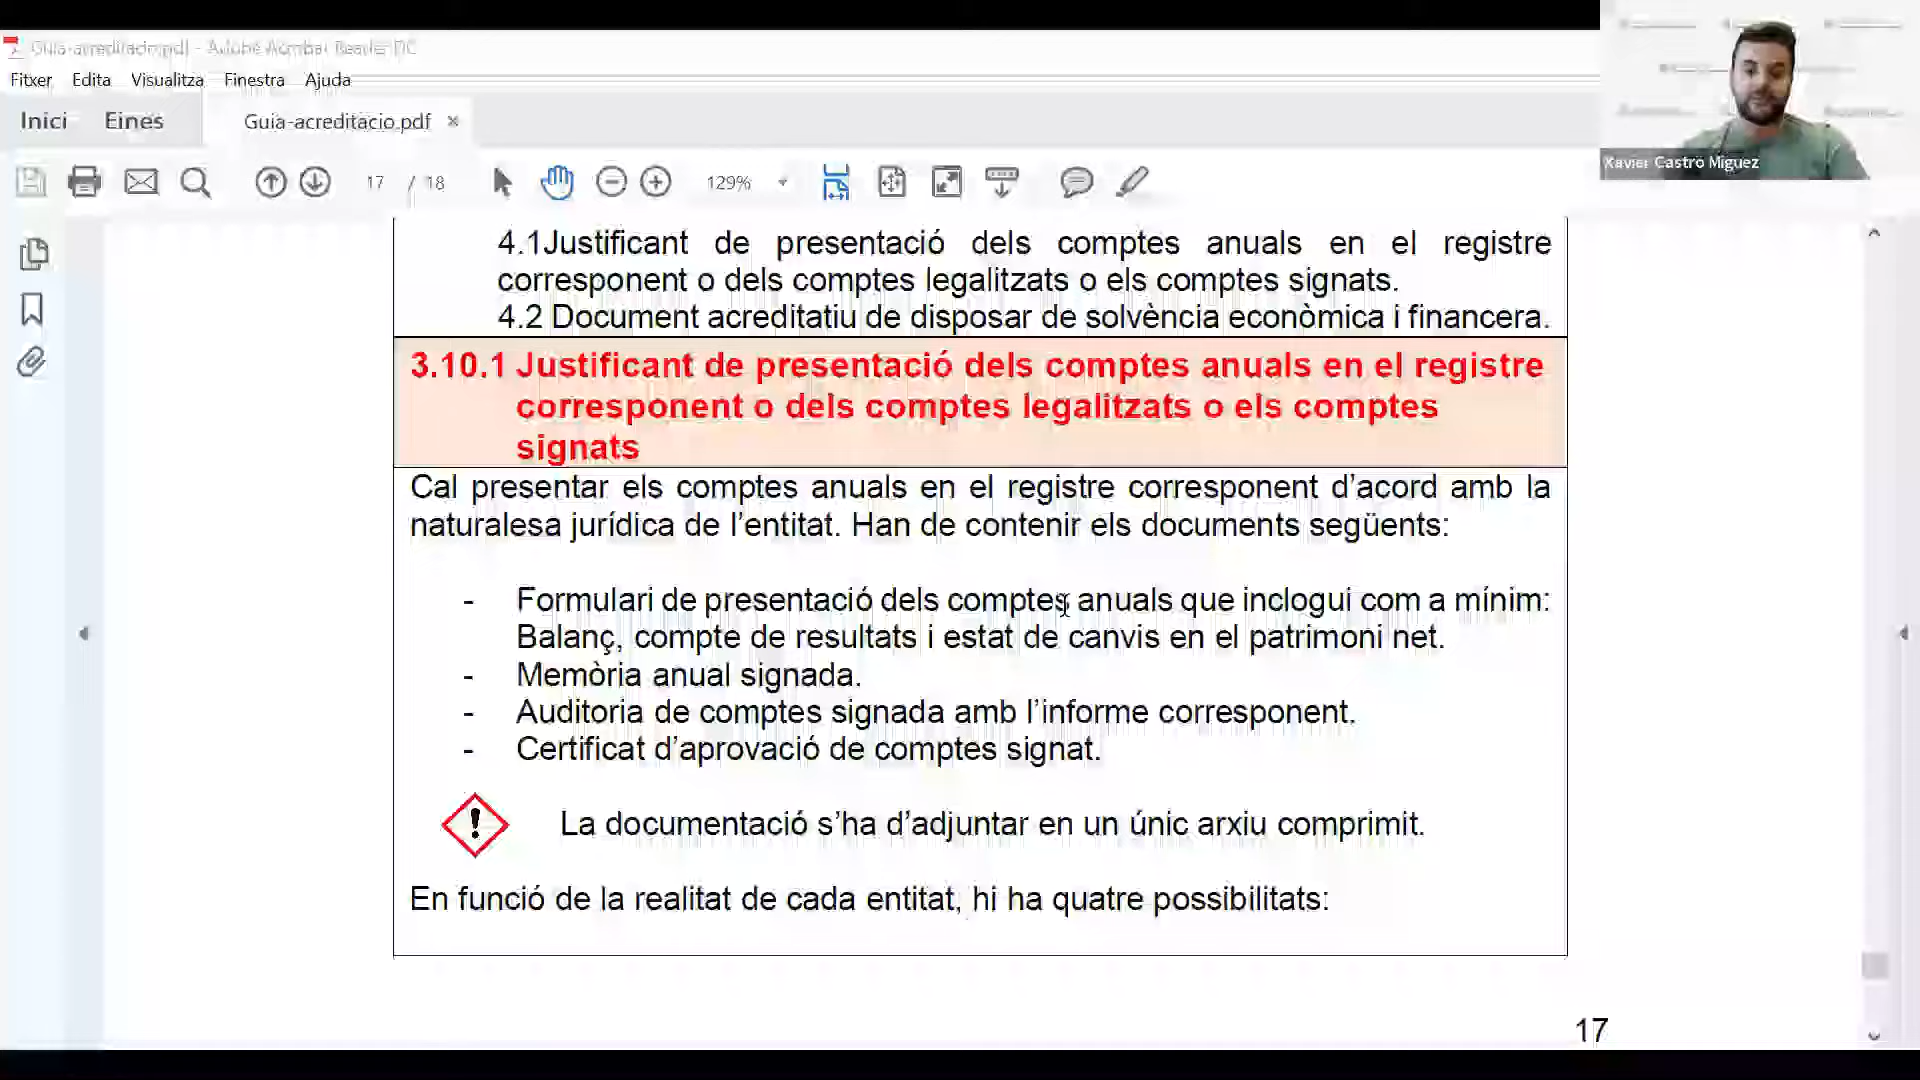 Guia-acreditacio.pdf - Adobe Acrobat Reader DC
Fitxer Edita Visualitza Finestra Ajuda
Inici Eines Guia-acreditacio.pdf ×
17 / 18 129%
Xavier Castro Miguez
4.1Justificant de presentació dels comptes anuals en el registre
corresponent o dels comptes legalitzats o els comptes signats.
4.2 Document acreditatiu de disposar de solvència econòmica i financera.
3.10.1 Justificant de presentació dels comptes anuals en el registre
corresponent o dels comptes legalitzats o els comptes
signats
Cal presentar els comptes anuals en el registre corresponent d’acord amb la
naturalesa jurídica de l’entitat. Han de contenir els documents següents:
- Formulari de presentació dels comptes anuals que inclogui com a mínim:
Balanç, compte de resultats i estat de canvis en el patrimoni net.
- Memòria anual signada.
- Auditoria de comptes signada amb l’informe corresponent.
- Certificat d’aprovació de comptes signat.
! La documentació s’ha d’adjuntar en un únic arxiu comprimit.
En funció de la realitat de cada entitat, hi ha quatre possibilitats:
17